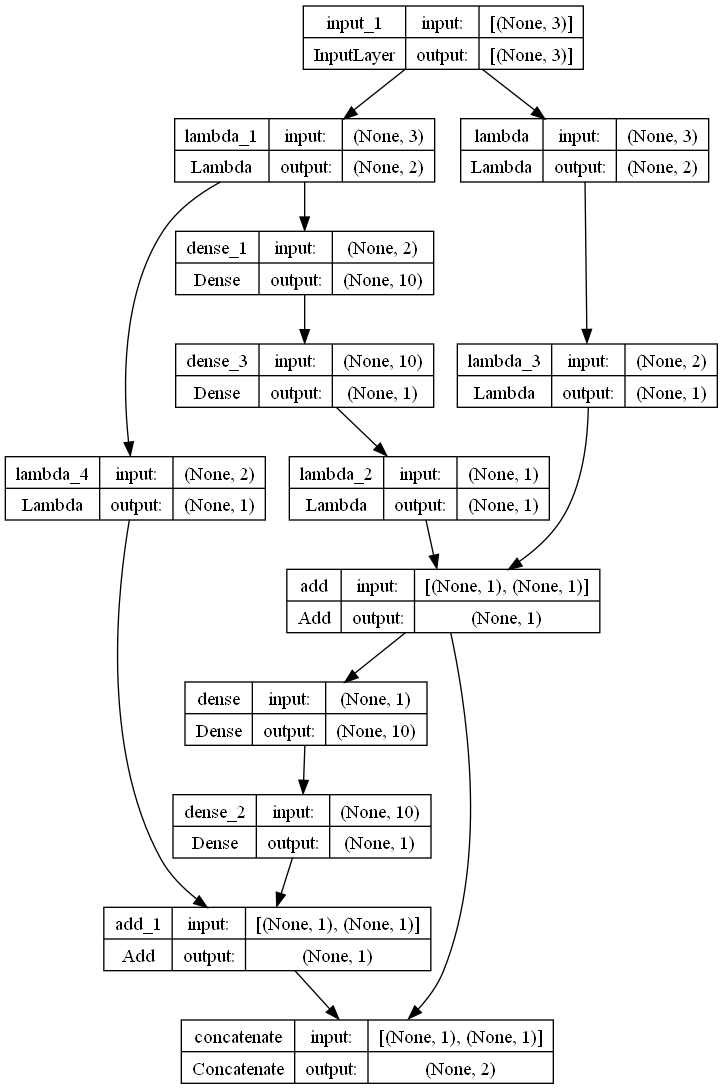 input_1 input: [(None, 3)]
InputLayer output: [(None, 3)]
lambda_1 input: (None, 3)
Lambda output: (None, 2)
lambda input: (None, 3)
Lambda output: (None, 2)
dense_1 input: (None, 2)
Dense output: (None, 10)
dense_3 input: (None, 10)
Dense output: (None, 1)
lambda_3 input: (None, 2)
Lambda output: (None, 1)
lambda_4 input: (None, 2)
Lambda output: (None, 1)
lambda_2 input: (None, 1)
Lambda output: (None, 1)
add input: [(None, 1), (None, 1)]
Add output: (None, 1)
dense input: (None, 1)
Dense output: (None, 10)
dense_2 input: (None, 10)
Dense output: (None, 1)
add_1 input: [(None, 1), (None, 1)]
Add output: (None, 1)
concatenate input: [(None, 1), (None, 1)]
Concatenate output: (None, 2)